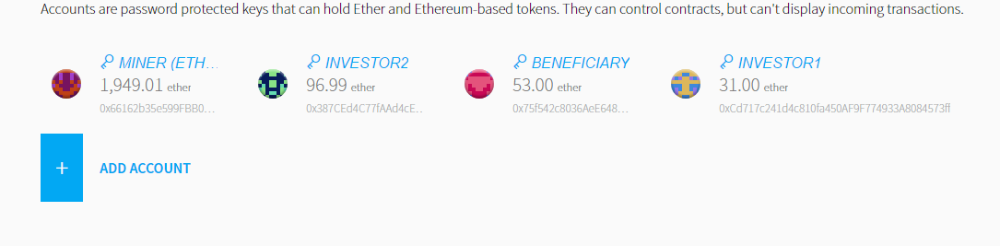 Accounts are password protected keys that can hold Ether and Ethereum-based tokens. They can control contracts, but can't display incoming transactions.
MINER (ETH...
1,949.01 ether
0x66162b35e599FBB0...
INVESTOR2
96.99 ether
0x387CEd4C77fAAd4cE..
BENEFICIARY
53.00 ether
0x75f542c8036AeE648...
INVESTOR1
31.00 ether
0xCd717c241d4c810fa450AF9F774933A8084573ff
+
ADD ACCOUNT